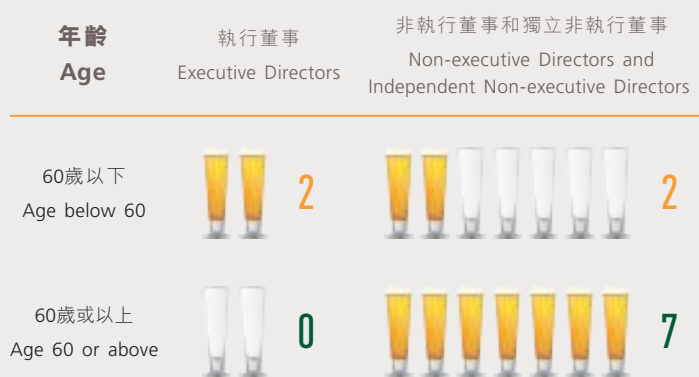 年齡
Age
執行董事
Executive Directors
非執行董事和獨立非執行董事
Non-executive Directors and
Independent Non-executive Directors
60歲以下
Age below 60
2
2
60歲或以上
Age 60 or above
0
7